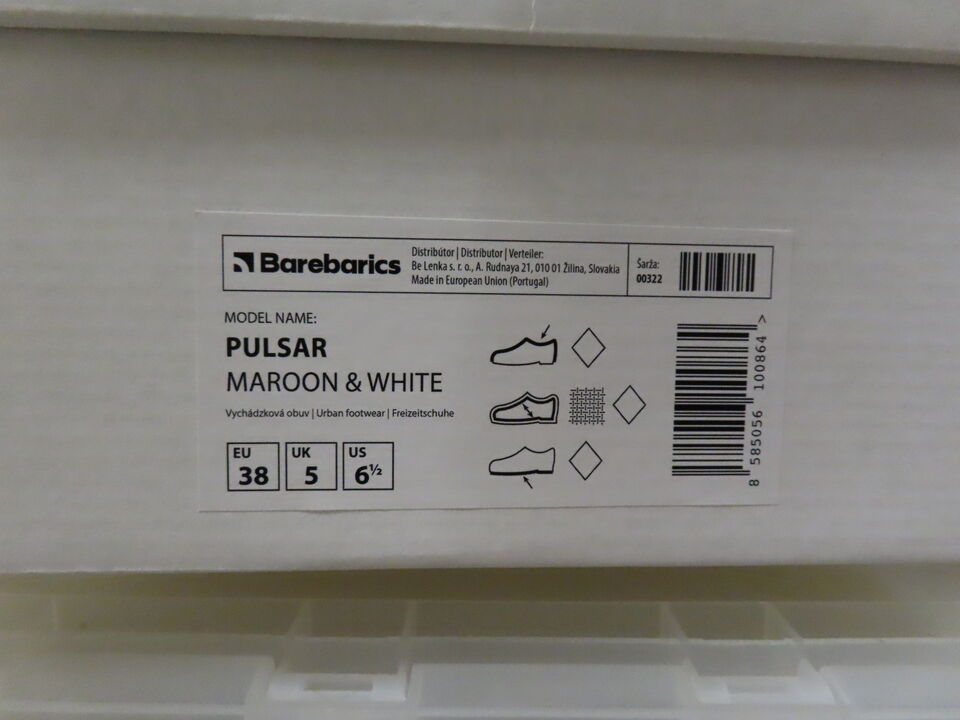 Barebarics
Distribútor | Distributor | Verteiler:
Be Lenka s. r. o., A. Rudnaya 21, 010 01 Žilina, Slovakia
Made in European Union (Portugal)
Šarža:
00322
MODEL NAME:
PULSAR
MAROON & WHITE
Vychádzková obuv | Urban footwear | Freizeitschuhe
EU
38
UK
5
US
6½
8 585056 100864 >